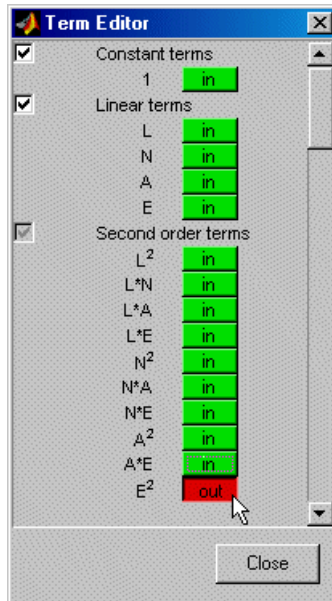 Term Editor
Constant terms
1 in
Linear terms
L in
N in
A in
E in
Second order terms
L² in
L*N in
L*A in
L*E in
N² in
N*A in
N*E in
A² in
A*E in
E² out
Close